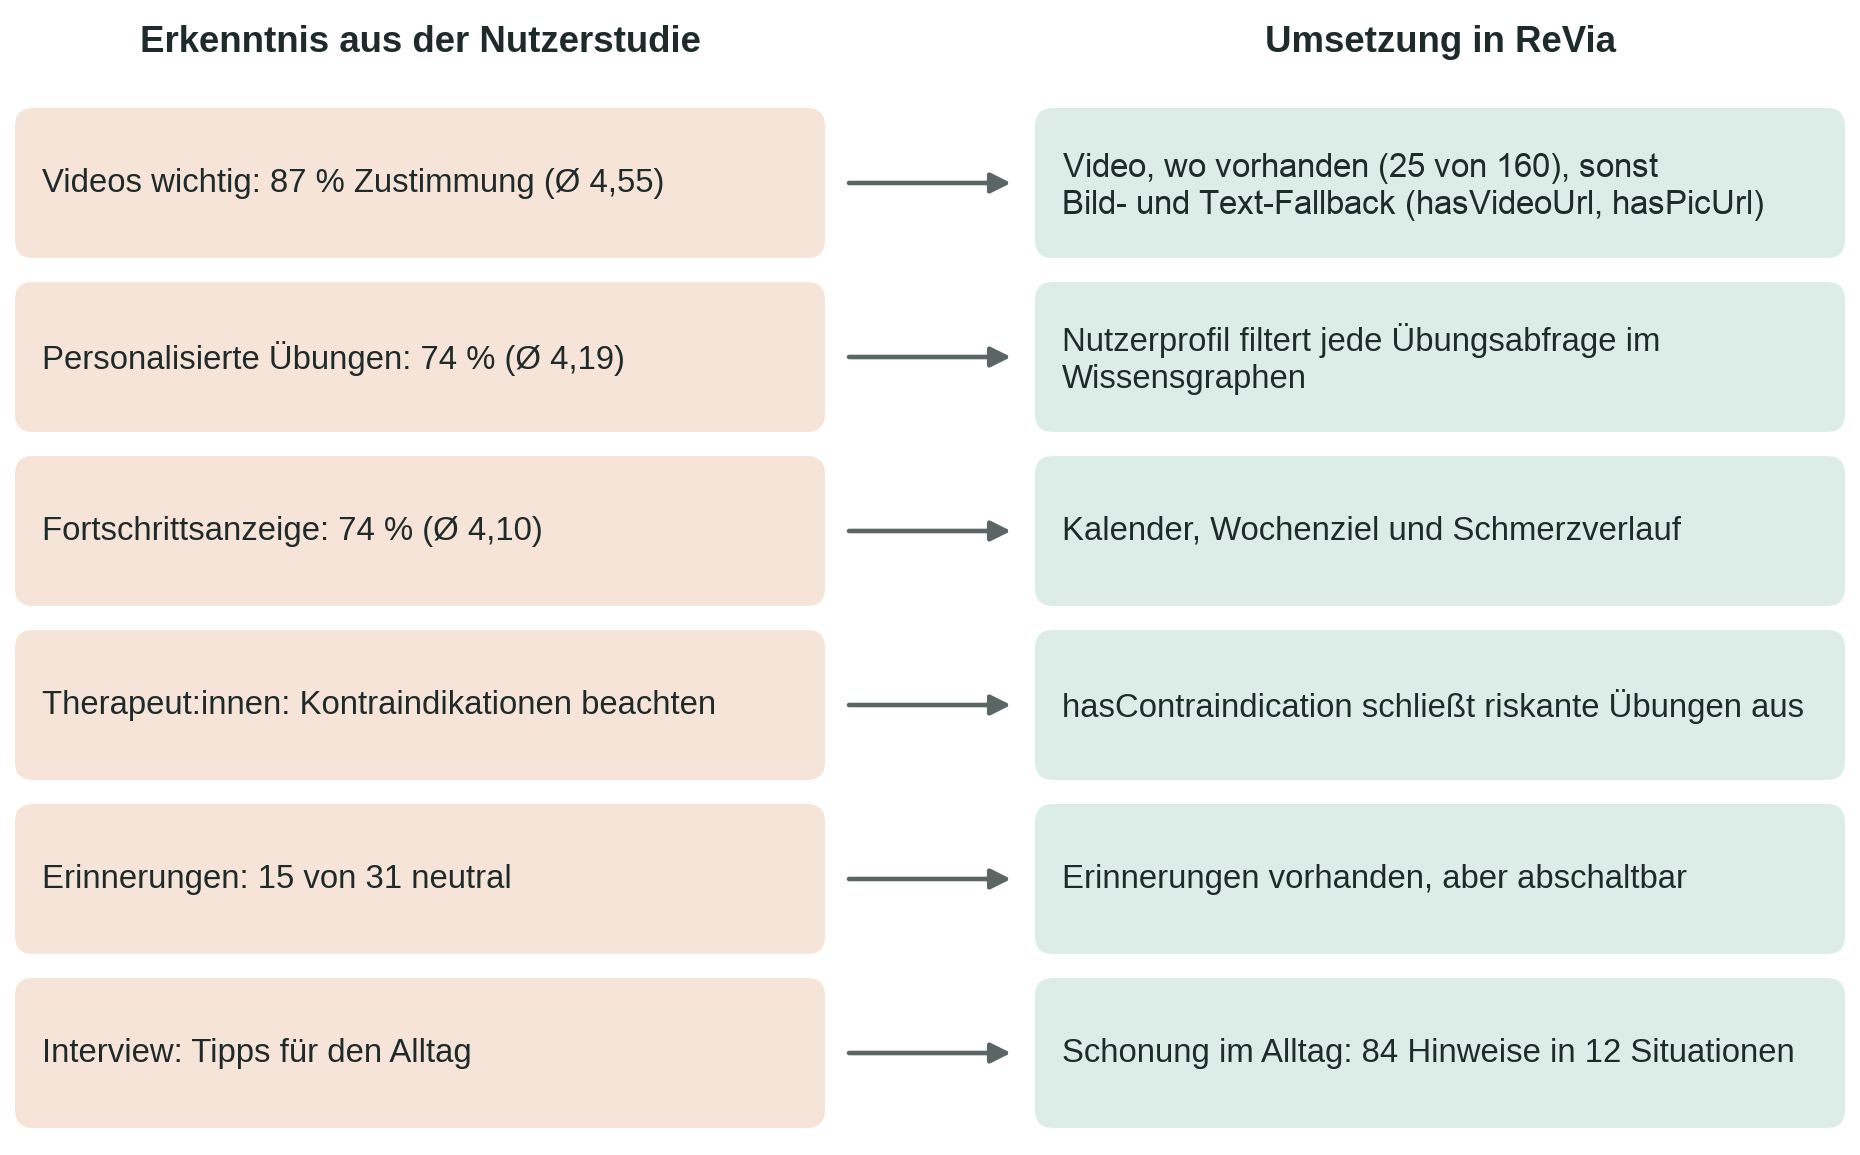 Erkenntnis aus der Nutzerstudie
Umsetzung in ReVia
Videos wichtig: 87 % Zustimmung (Ø 4,55)
Video, wo vorhanden (25 von 160), sonst
Bild- und Text-Fallback (hasVideoUrl, hasPicUrl)
Personalisierte Übungen: 74 % (Ø 4,19)
Nutzerprofil filtert jede Übungsabfrage im
Wissensgraphen
Fortschrittsanzeige: 74 % (Ø 4,10)
Kalender, Wochenziel und Schmerzverlauf
Therapeut:innen: Kontraindikationen beachten
hasContraindication schließt riskante Übungen aus
Erinnerungen: 15 von 31 neutral
Erinnerungen vorhanden, aber abschaltbar
Interview: Tipps für den Alltag
Schonung im Alltag: 84 Hinweise in 12 Situationen